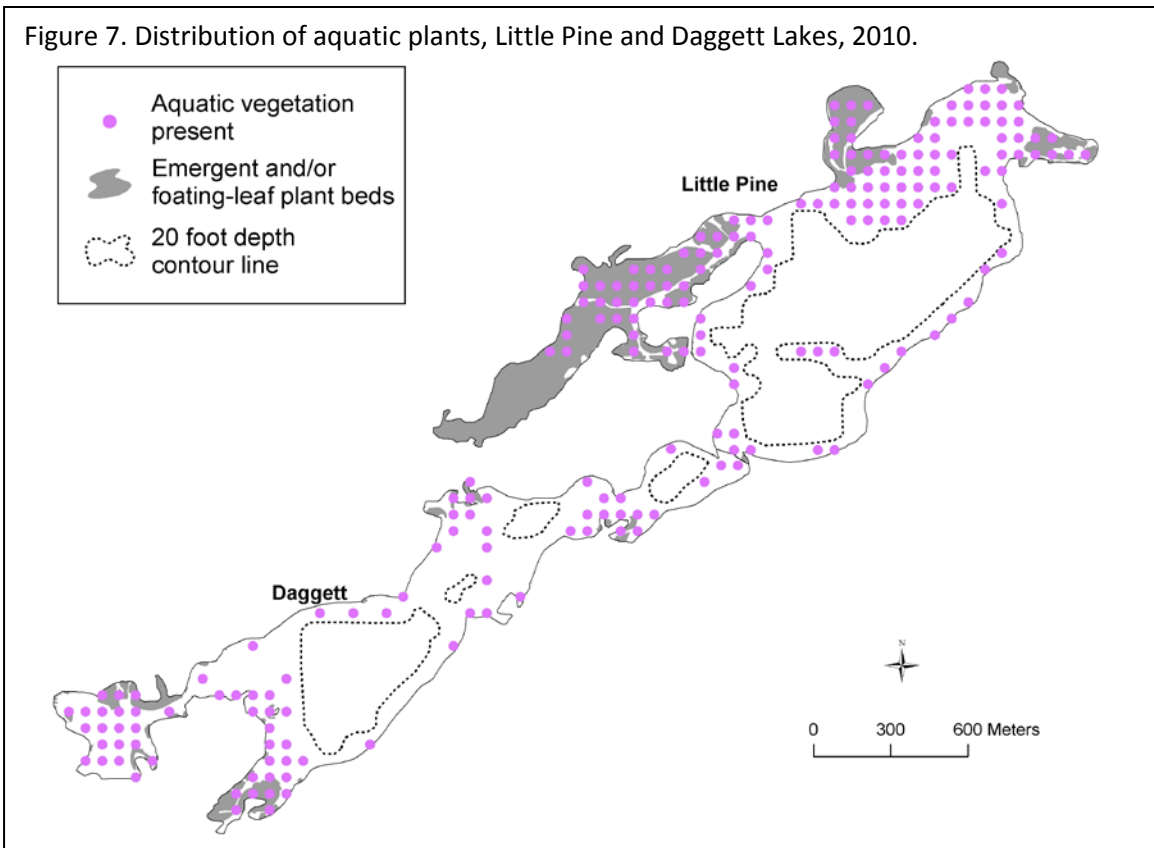 Figure 7. Distribution of aquatic plants, Little Pine and Daggett Lakes, 2010.
Aquatic vegetation
present
Emergent and/or
foating-leaf plant beds
20 foot depth
contour line
Little Pine
Daggett
N
0 300 600 Meters